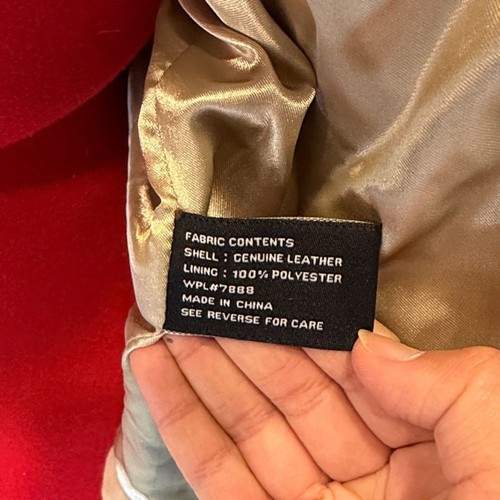 FABRIC CONTENTS
SHELL : GENUINE LEATHER
LINING : 100% POLYESTER
WPL#7888
MADE IN CHINA
SEE REVERSE FOR CARE